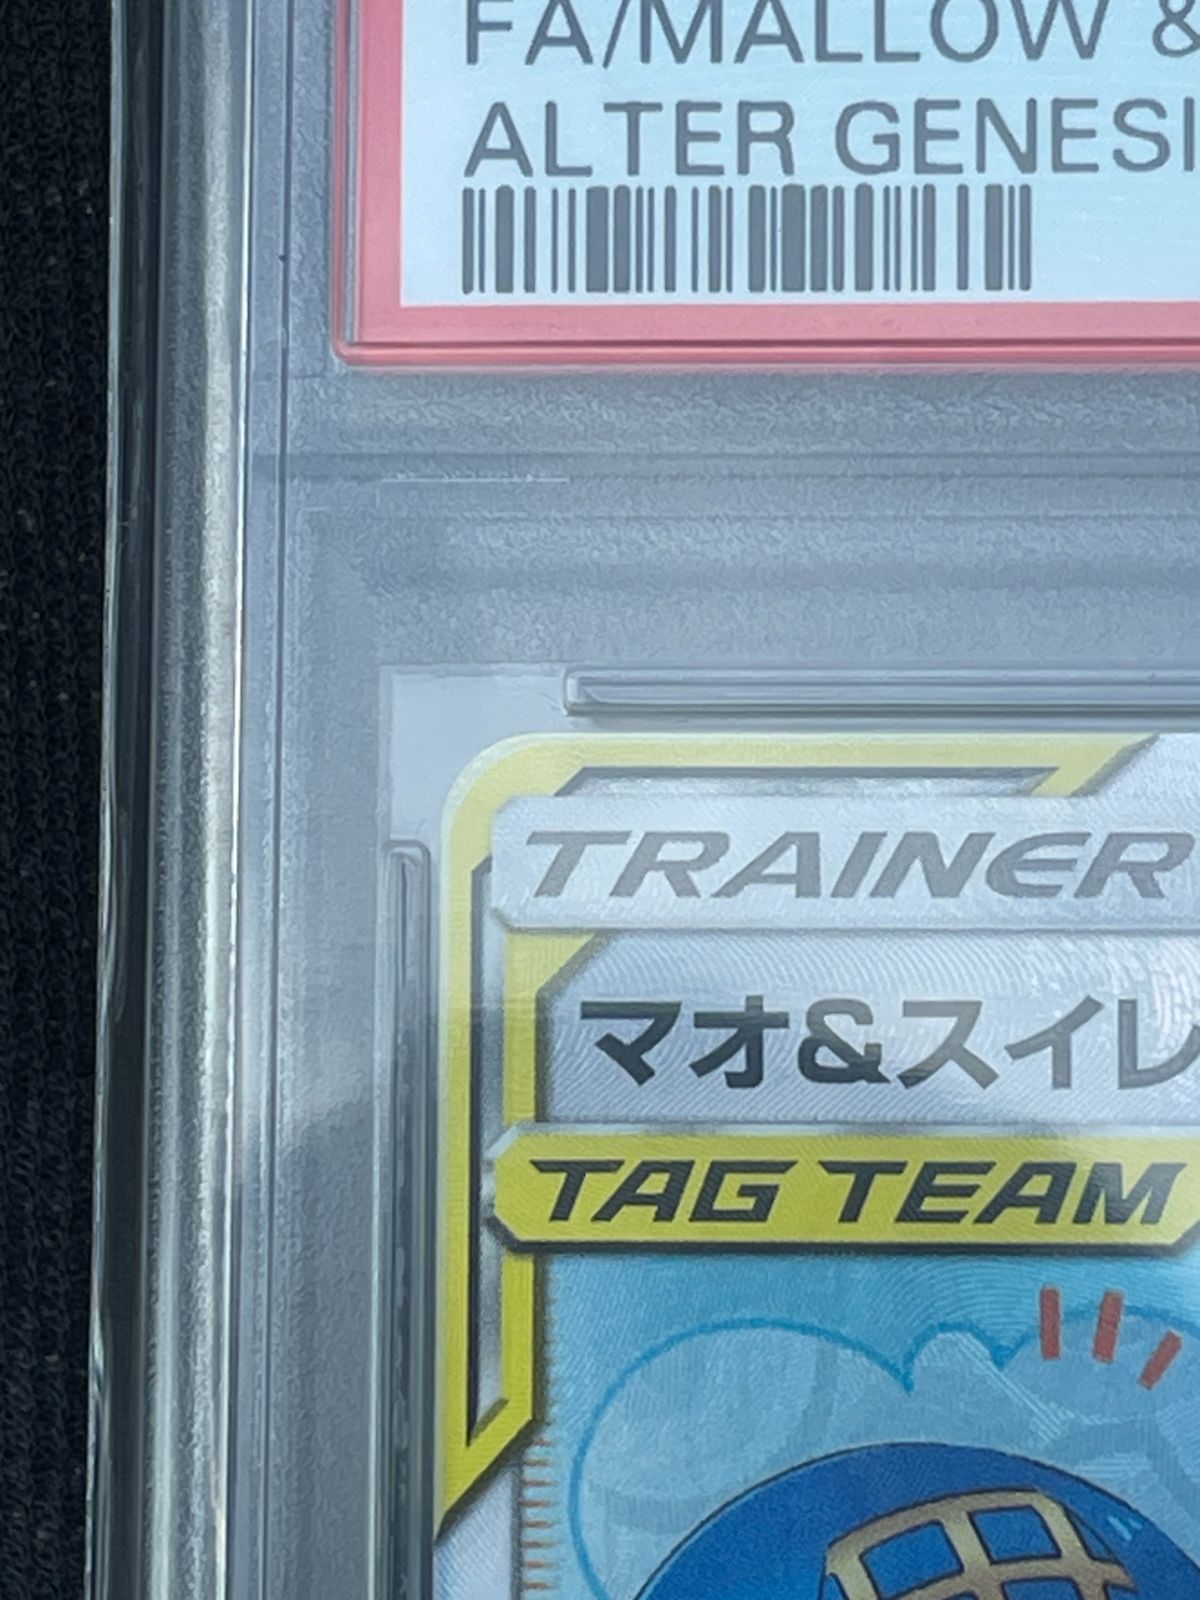 FA/MALLOW &
ALTER GENESI
TRAINER
マオ&スイレ
TAG TEAM